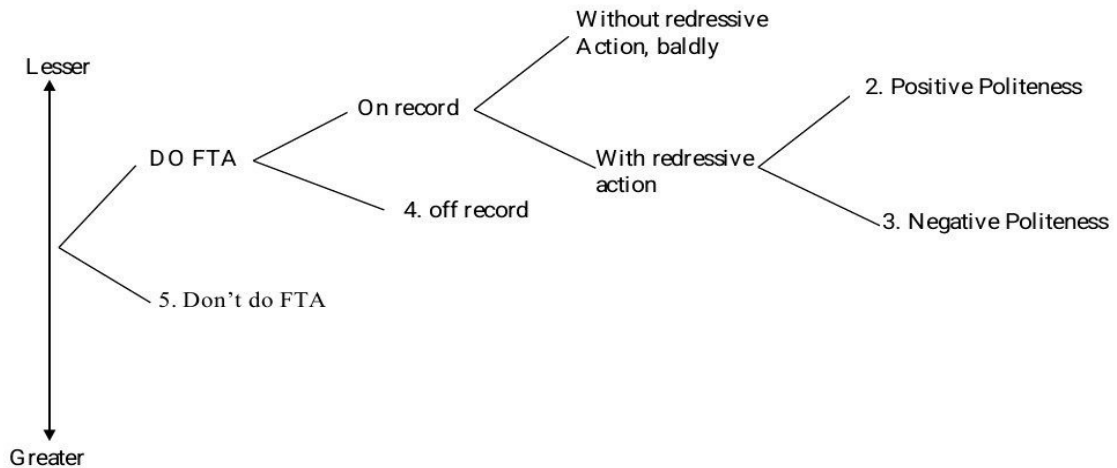 Without redressive
Action, baldly
Lesser
2. Positive Politeness
On record
DO FTA
With redressive
action
4. off record
3. Negative Politeness
5. Don't do FTA
Greater